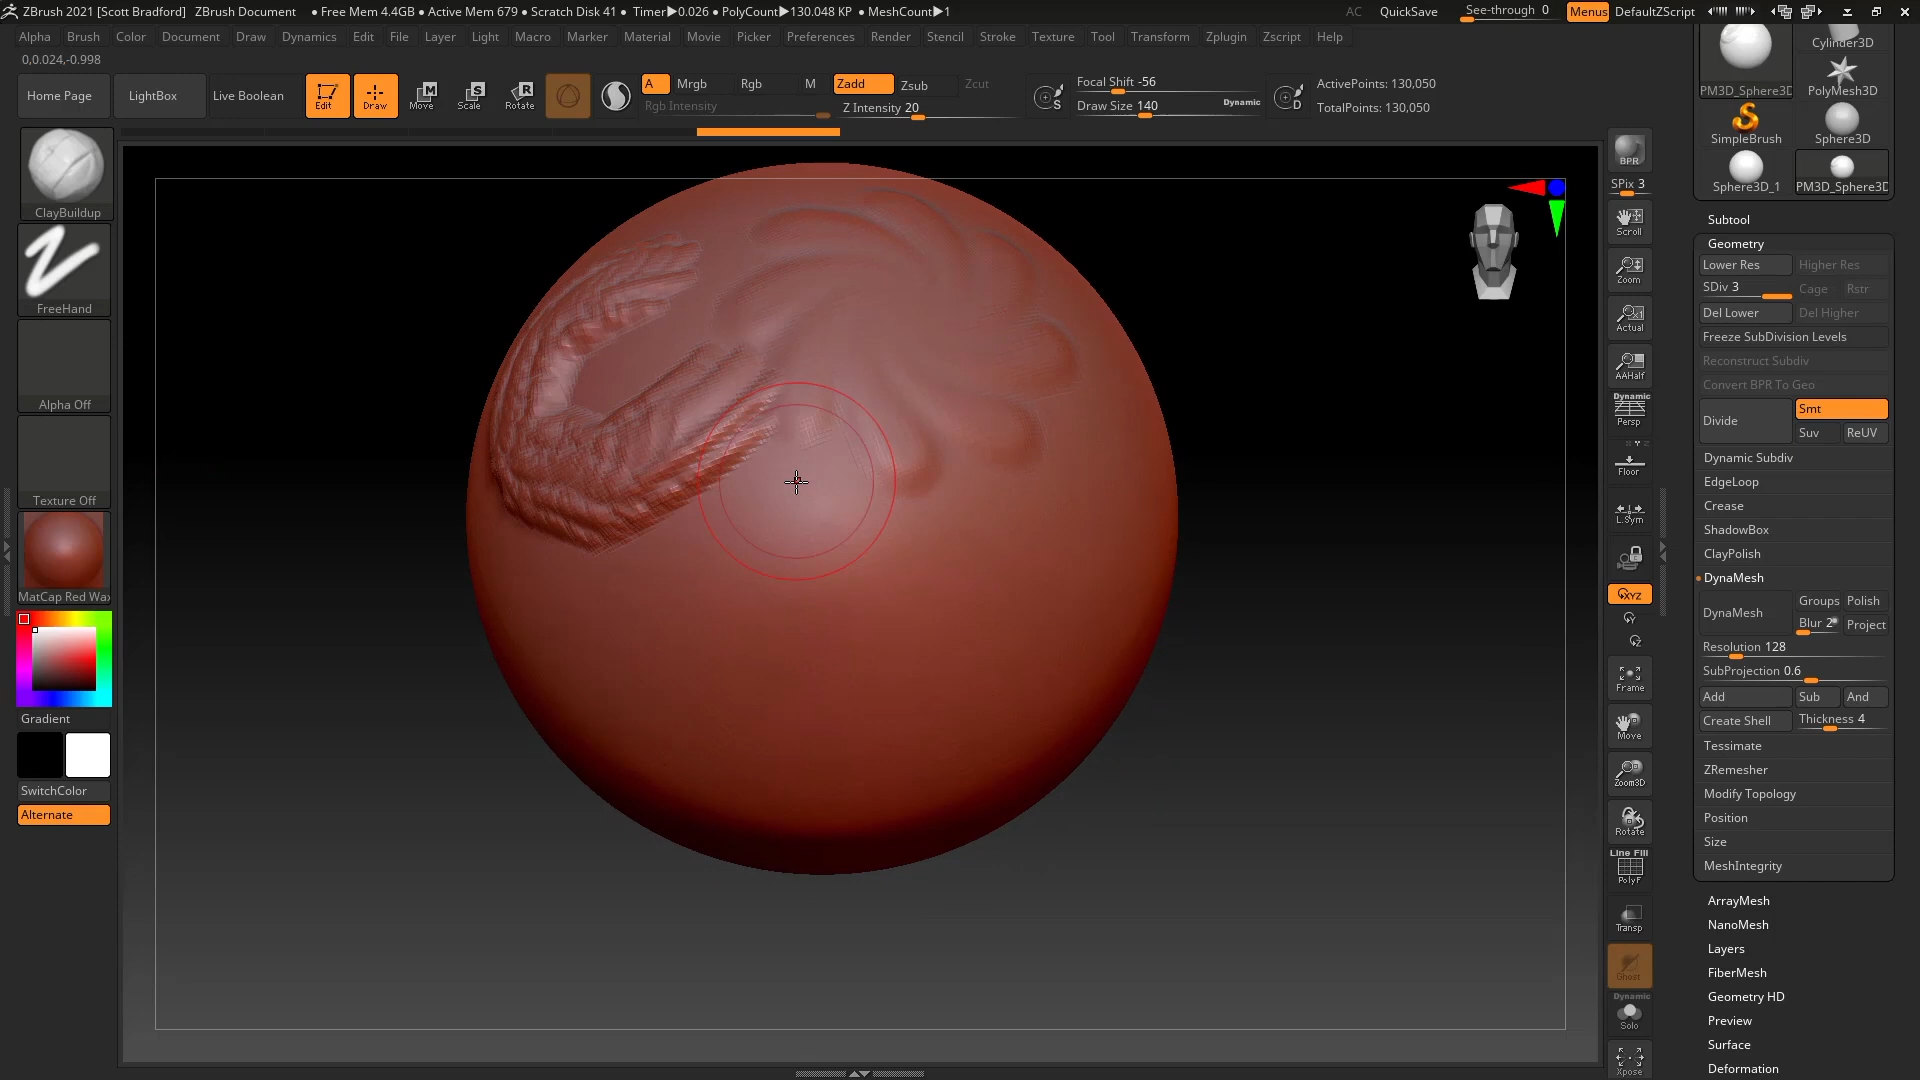 ZBrush 2021 [Scott Bradford] ZBrush Document • Free Mem 4.4GB • Active Mem 679 • Scratch Disk 41 • Timer▶0.026 • PolyCount▶130.048 KP • MeshCount▶1 AC QuickSave See-through 0 Menus DefaultZScript
Alpha Brush Color Document Draw Dynamics Edit File Layer Light Macro Marker Material Movie Picker Preferences Render Stencil Stroke Texture Tool Transform Zplugin Zscript Help
0,0.024,-0.998
Home Page LightBox Live Boolean Edit Draw Move Scale Rotate
A Mrgb Rgb M Zadd Zsub Zcut
Rgb Intensity Z Intensity 20
Focal Shift -56
Draw Size 140 Dynamic
ActivePoints: 130,050
TotalPoints: 130,050
ClayBuildup
FreeHand
Alpha Off
Texture Off
MatCap Red Wax
Gradient
SwitchColor
Alternate
BPR
SPix 3
Scroll
Zoom
Actual
AAHalf
Dynamic
Persp
Floor
L.Sym
XYZ
Frame
Move
Zoom3D
Rotate
Line Fill
PolyF
Transp
Ghost
Dynamic
Solo
Xpose
Cylinder3D
PM3D_Sphere3D PolyMesh3D
SimpleBrush Sphere3D
Sphere3D_1 PM3D_Sphere3D
Subtool
Geometry
Lower Res Higher Res
SDiv 3 Cage Rstr
Del Lower Del Higher
Freeze SubDivision Levels
Reconstruct Subdiv
Convert BPR To Geo
Divide Smt
Suv ReUV
Dynamic Subdiv
EdgeLoop
Crease
ShadowBox
ClayPolish
DynaMesh
DynaMesh Groups Polish
Blur 2 Project
Resolution 128
SubProjection 0.6
Add Sub And
Create Shell Thickness 4
Tessimate
ZRemesher
Modify Topology
Position
Size
MeshIntegrity
ArrayMesh
NanoMesh
Layers
FiberMesh
Geometry HD
Preview
Surface
Deformation